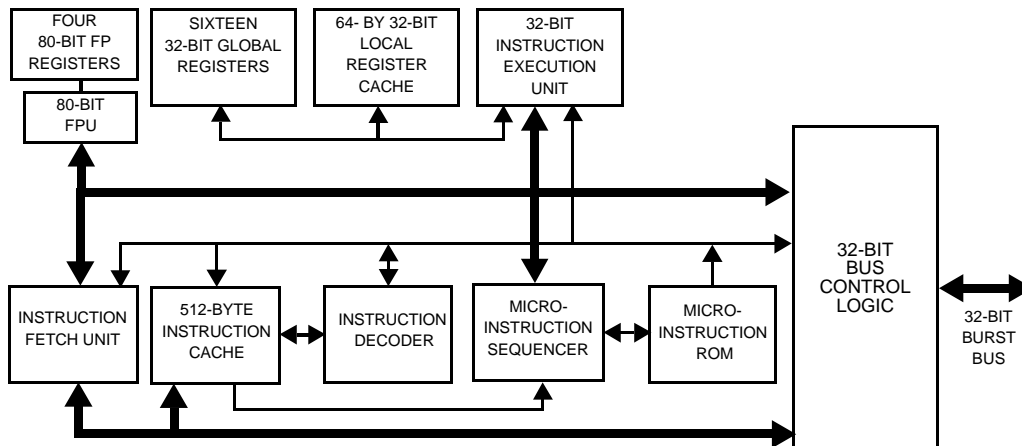 FOUR
80-BIT FP
REGISTERS
80-BIT
FPU
SIXTEEN
32-BIT GLOBAL
REGISTERS
64- BY 32-BIT
LOCAL
REGISTER
CACHE
32-BIT
INSTRUCTION
EXECUTION
UNIT
INSTRUCTION
FETCH UNIT
512-BYTE
INSTRUCTION
CACHE
INSTRUCTION
DECODER
MICRO-
INSTRUCTION
SEQUENCER
MICRO-
INSTRUCTION
ROM
32-BIT
BUS
CONTROL
LOGIC
32-BIT
BURST
BUS